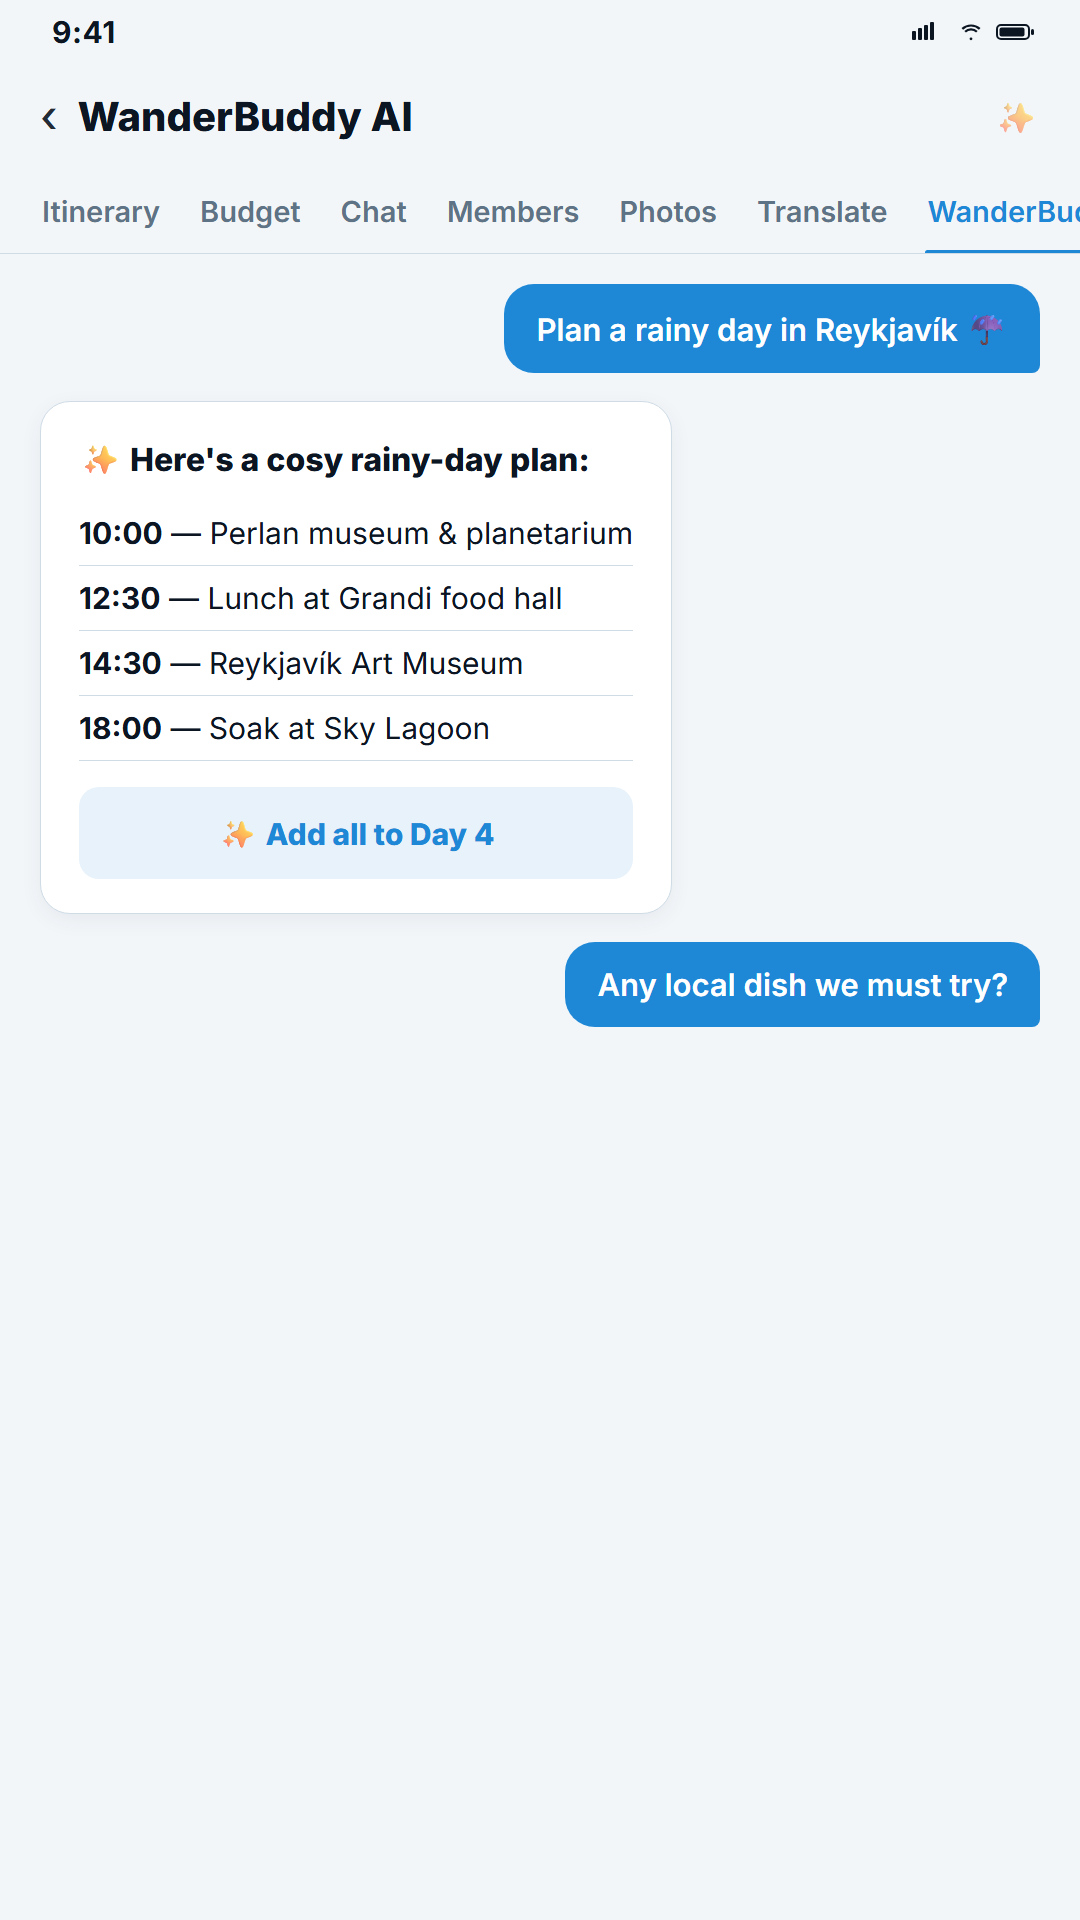 9:41
‹ WanderBuddy AI ✨
Itinerary Budget Chat Members Photos Translate WanderBud
Plan a rainy day in Reykjavík ☔
✨ Here's a cosy rainy-day plan:
10:00 — Perlan museum & planetarium
12:30 — Lunch at Grandi food hall
14:30 — Reykjavík Art Museum
18:00 — Soak at Sky Lagoon
✨ Add all to Day 4
Any local dish we must try?